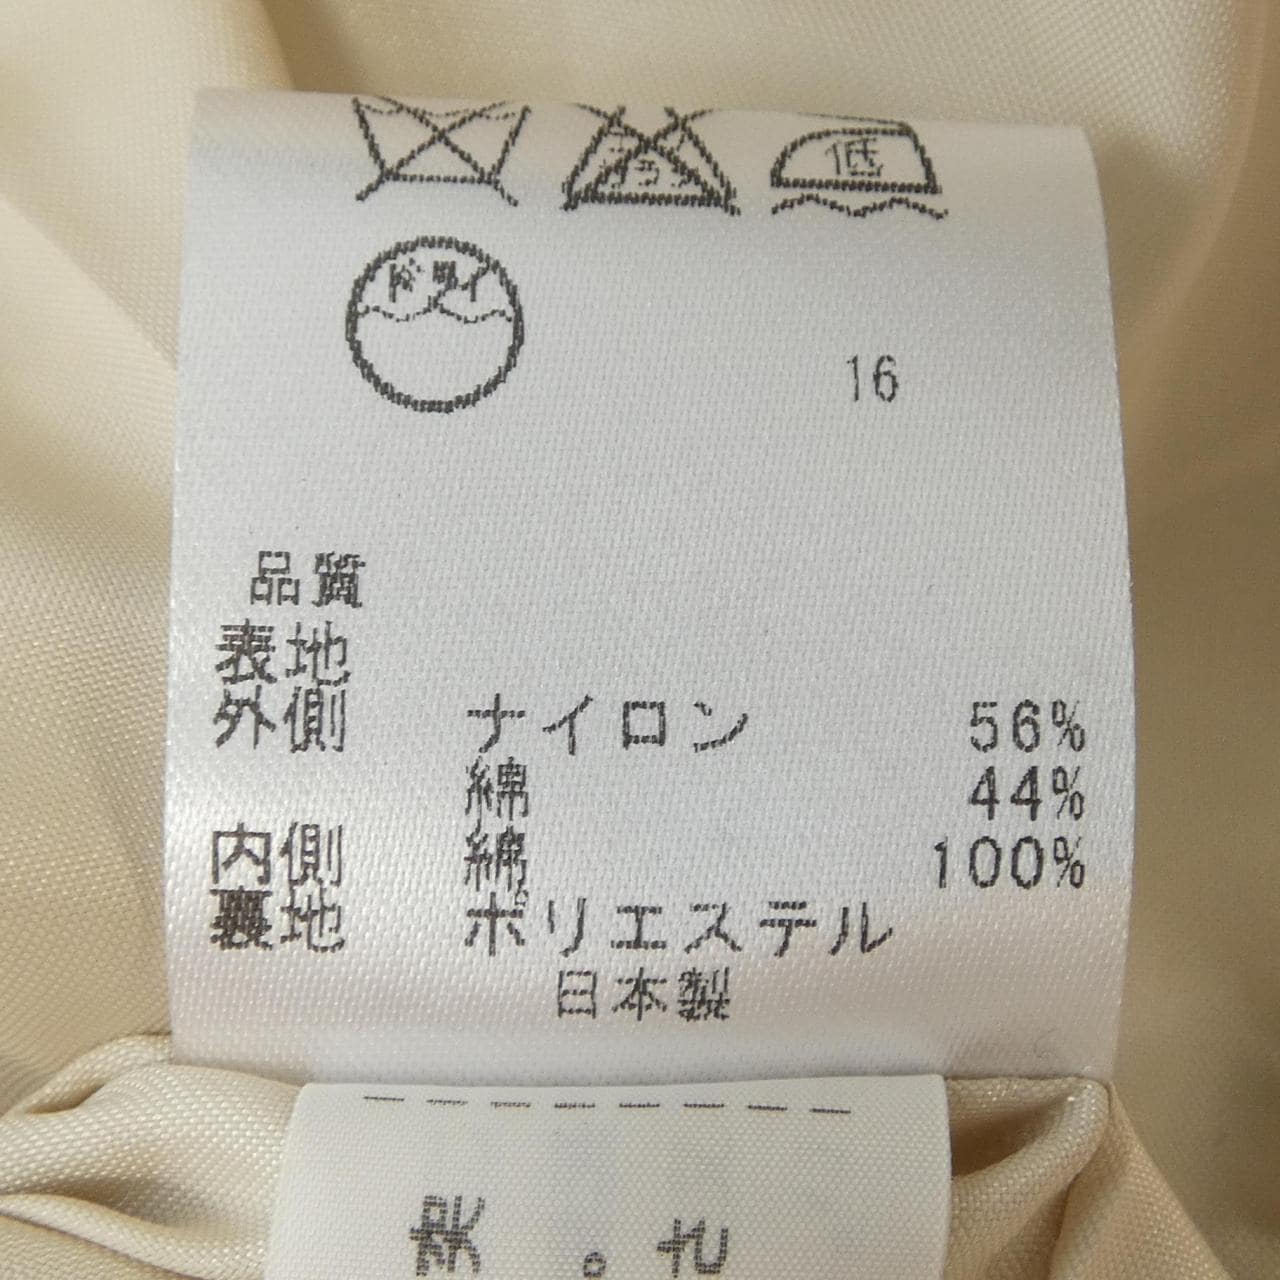 低
ドライ
16
品質
表地
外側 ナイロン 56%
綿 44%
内側 綿 100%
裏地 ポリエステル
日本製